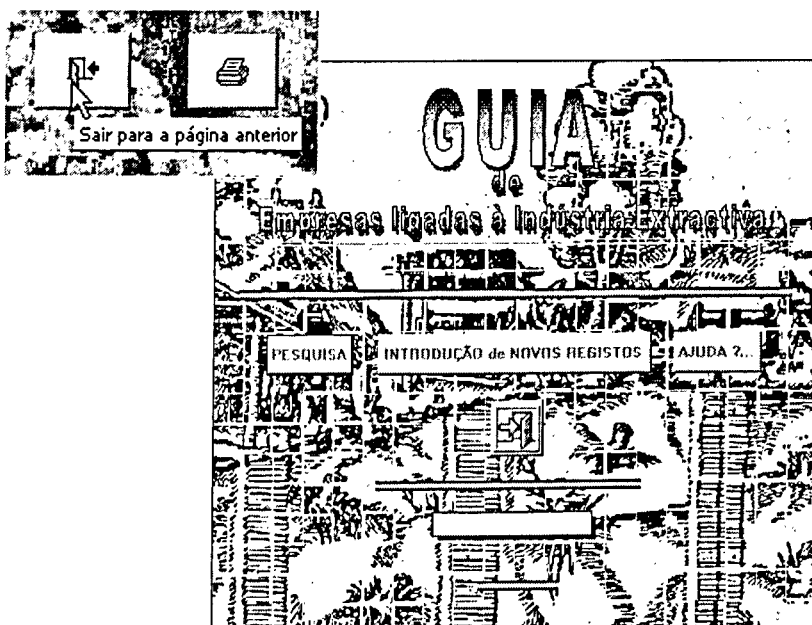 Sair para a página anterior
GUIA
de
Empresas ligadas à Indústria Extractiva
PESQUISA
INTRODUÇÃO de NOVOS REGISTOS
AJUDA ?...